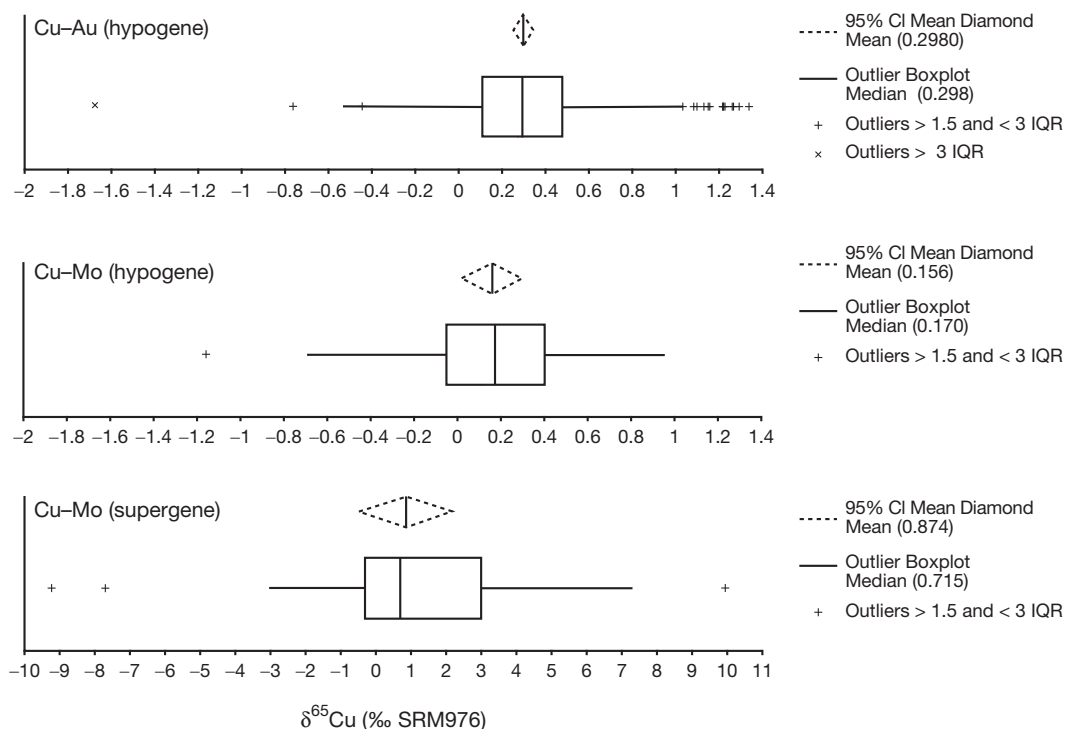 Cu–Au (hypogene)
95% CI Mean Diamond
Mean (0.2980)
Outlier Boxplot
Median (0.298)
+ Outliers > 1.5 and < 3 IQR
× Outliers > 3 IQR
−2 −1.8 −1.6 −1.4 −1.2 −1 −0.8 −0.6 −0.4 −0.2 0 0.2 0.4 0.6 0.8 1 1.2 1.4
Cu–Mo (hypogene)
95% CI Mean Diamond
Mean (0.156)
Outlier Boxplot
Median (0.170)
+ Outliers > 1.5 and < 3 IQR
−2 −1.8 −1.6 −1.4 −1.2 −1 −0.8 −0.6 −0.4 −0.2 0 0.2 0.4 0.6 0.8 1 1.2 1.4
Cu–Mo (supergene)
95% CI Mean Diamond
Mean (0.874)
Outlier Boxplot
Median (0.715)
+ Outliers > 1.5 and < 3 IQR
−10 −9 −8 −7 −6 −5 −4 −3 −2 −1 0 1 2 3 4 5 6 7 8 9 10 11
δ⁶⁵Cu (‰ SRM976)